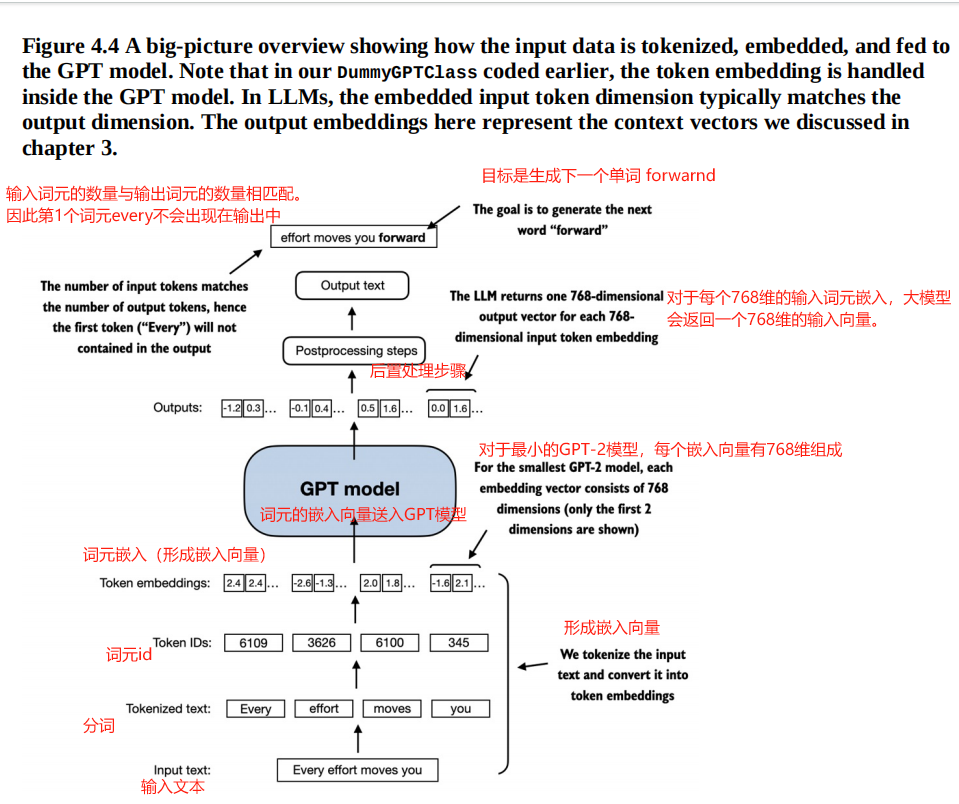 Figure 4.4 A big-picture overview showing how the input data is tokenized, embedded, and fed to
the GPT model. Note that in our DummyGPTClass coded earlier, the token embedding is handled
inside the GPT model. In LLMs, the embedded input token dimension typically matches the
output dimension. The output embeddings here represent the context vectors we discussed in
chapter 3.
目标是生成下一个单词 forwarnd
输入词元的数量与输出词元的数量相匹配。
因此第1个词元every不会出现在输出中
The goal is to generate the next
word “forward”
effort moves you forward
The number of input tokens matches
the number of output tokens, hence
the first token (“Every”) will not
contained in the output
Output text
The LLM returns one 768-dimensional
output vector for each 768-
dimensional input token embedding
对于每个768维的输入词元嵌入，大模型
会返回一个768维的输入向量。
Postprocessing steps
后置处理步骤
Outputs: -1.2 0.3 ... -0.1 0.4 ... 0.5 1.6 ... 0.0 1.6 ...
对于最小的GPT-2模型，每个嵌入向量有768维组成
For the smallest GPT-2 model, each
embedding vector consists of 768
dimensions (only the first 2
dimensions are shown)
GPT model
词元的嵌入向量送入GPT模型
词元嵌入（形成嵌入向量）
Token embeddings: 2.4 2.4 ... -2.6 -1.3 ... 2.0 1.8 ... -1.6 2.1 ...
形成嵌入向量
We tokenize the input
text and convert it into
token embeddings
Token IDs: 6109 3626 6100 345
词元id
Tokenized text: Every effort moves you
分词
Input text: Every effort moves you
输入文本